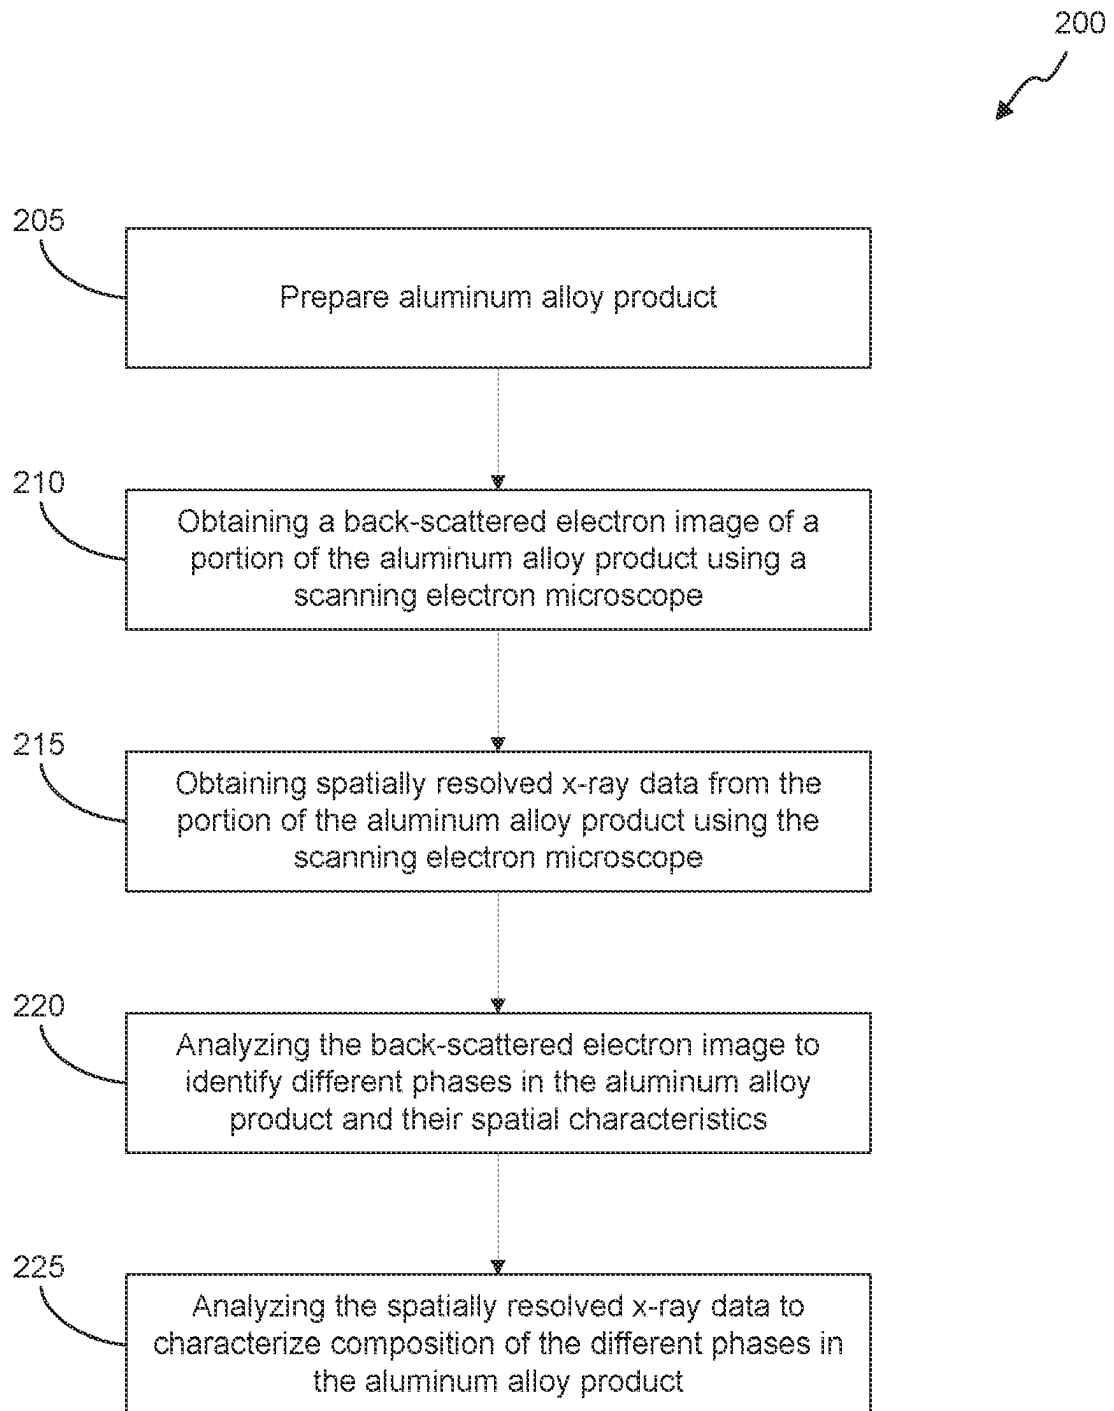 200
205
Prepare aluminum alloy product
210
Obtaining a back-scattered electron image of a
portion of the aluminum alloy product using a
scanning electron microscope
215
Obtaining spatially resolved x-ray data from the
portion of the aluminum alloy product using the
scanning electron microscope
220
Analyzing the back-scattered electron image to
identify different phases in the aluminum alloy
product and their spatial characteristics
225
Analyzing the spatially resolved x-ray data to
characterize composition of the different phases in
the aluminum alloy product